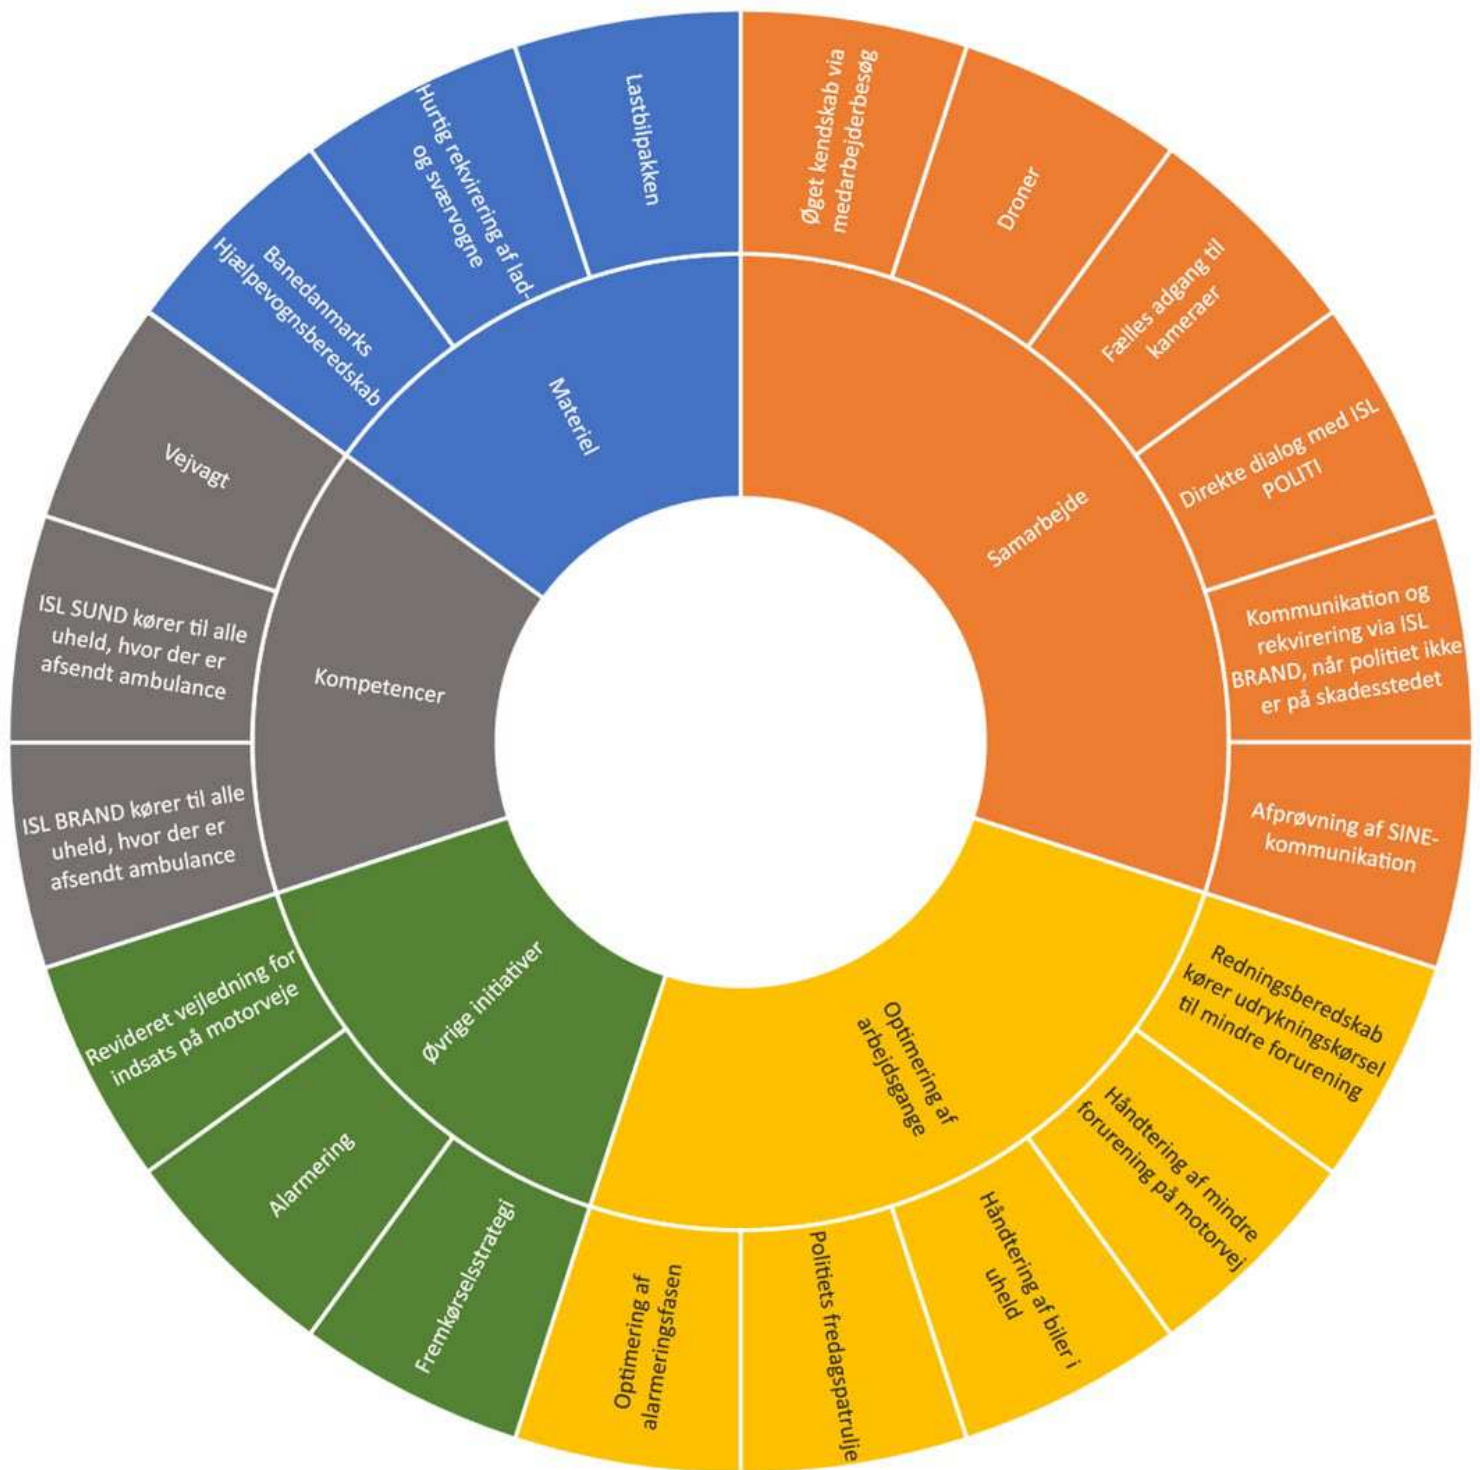 Samarbejde
Øget kendskab via
medarbejderbesøg
Droner
Fælles adgang til
kameraer
Direkte dialog med ISL
POLITI
Kommunikation og
rekvirering via ISL
BRAND, når politiet ikke
er på skadesstedet
Afprøvning af SINE-
kommunikation
Optimering af
arbejdsgange
Redningsberedskab
kører udrykningskørsel
til mindre forurening
Håndtering af mindre
forurening på motorvej
Håndtering af biler i
uheld
Politiets fredagspatrulje
Optimering af
alarmeringsfasen
Øvrige initiativer
Fremkørselsstrategi
Alarmering
Revideret vejledning for
indsats på motorveje
Kompetencer
ISL BRAND kører til alle
uheld, hvor der er
afsendt ambulance
ISL SUND kører til alle
uheld, hvor der er
afsendt ambulance
Vejvagt
Materiel
Banedanmarks
Hjælpevognsberedskab
Hurtig rekvirering af lad-
og sværvogne
Lastbilpakken